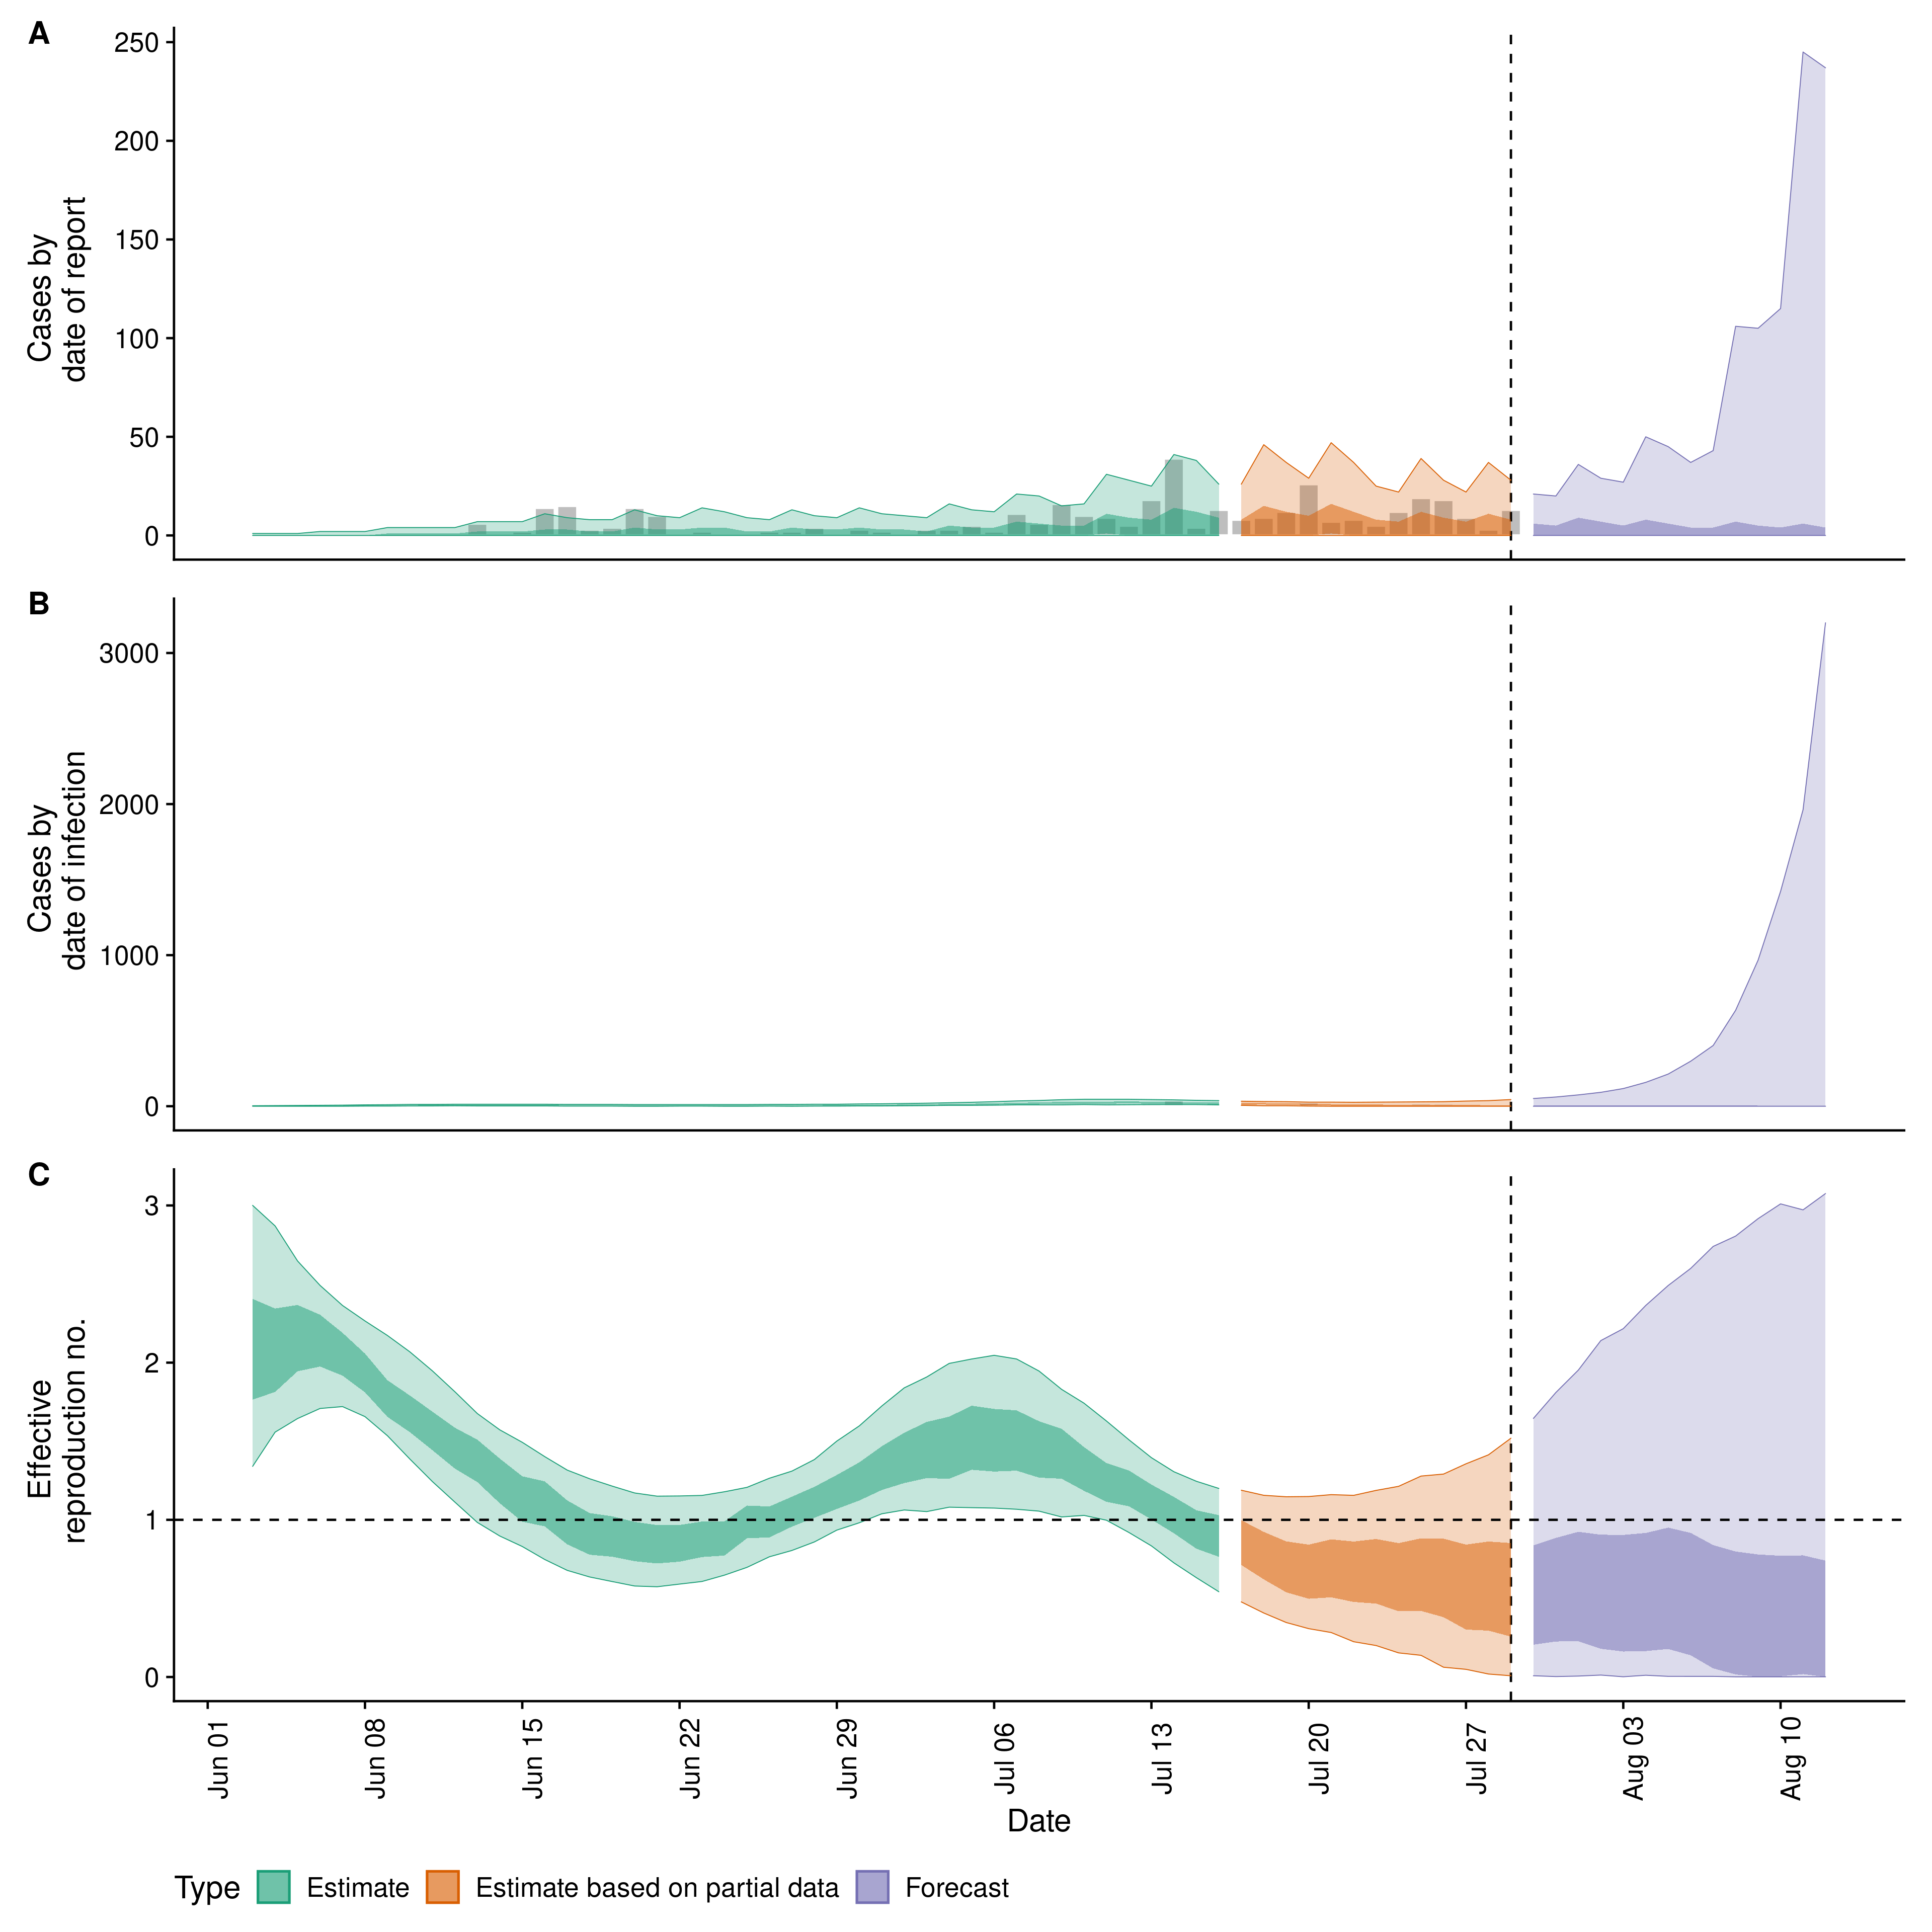 A
250
200
150
100
50
0
Cases by
date of report
B
3000
2000
1000
0
Cases by
date of infection
C
3
2
1
0
Effective
reproduction no.
Jun 01
Jun 08
Jun 15
Jun 22
Jun 29
Jul 06
Jul 13
Jul 20
Jul 27
Aug 03
Aug 10
Date
Type Estimate Estimate based on partial data Forecast